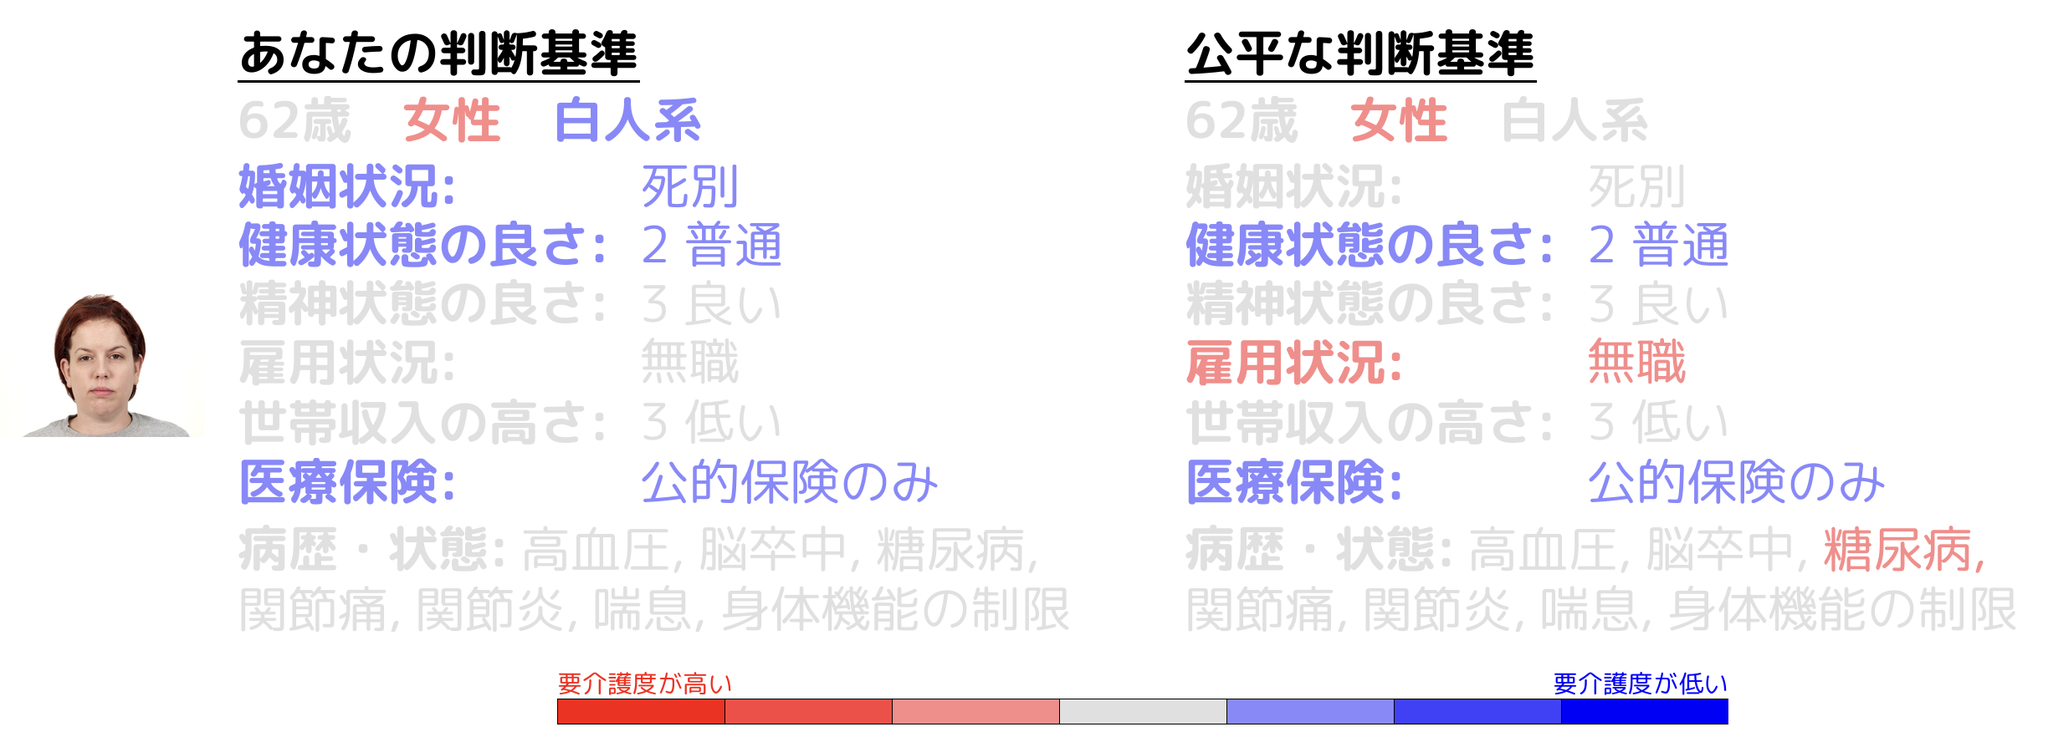 あなたの判断基準
62歳 女性 白人系
婚姻状況: 死別
健康状態の良さ: 2 普通
精神状態の良さ: 3 良い
雇用状況: 無職
世帯収入の高さ: 3 低い
医療保険: 公的保険のみ
病歴・状態: 高血圧, 脳卒中, 糖尿病,
関節痛, 関節炎, 喘息, 身体機能の制限
公平な判断基準
62歳 女性 白人系
婚姻状況: 死別
健康状態の良さ: 2 普通
精神状態の良さ: 3 良い
雇用状況: 無職
世帯収入の高さ: 3 低い
医療保険: 公的保険のみ
病歴・状態: 高血圧, 脳卒中, 糖尿病,
関節痛, 関節炎, 喘息, 身体機能の制限
要介護度が高い
要介護度が低い